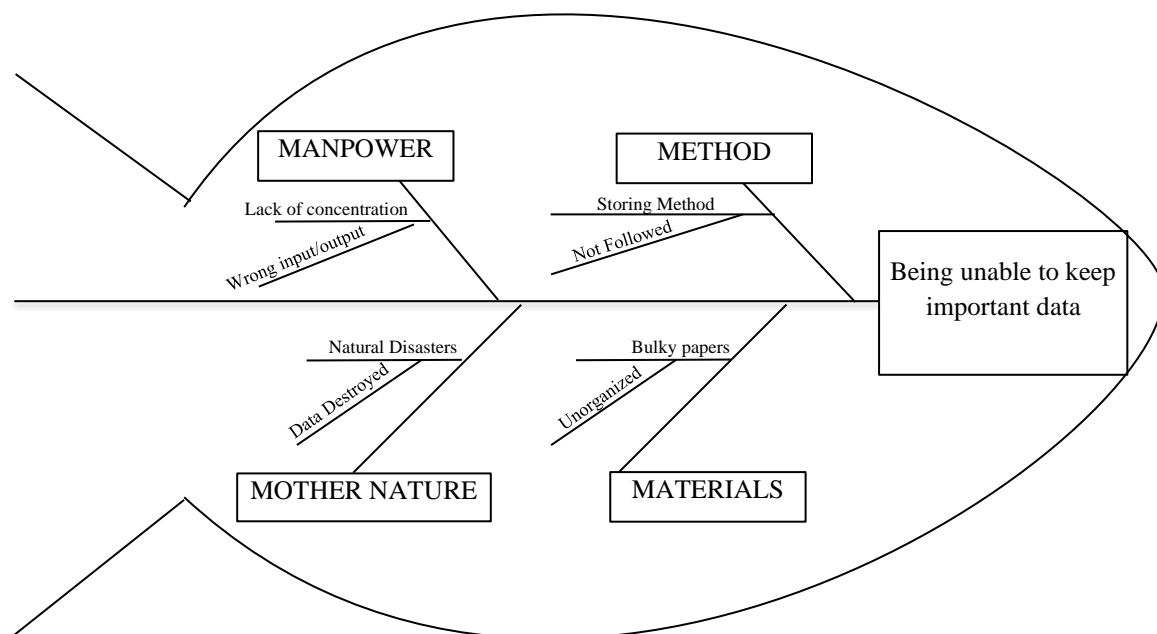 MANPOWER
METHOD
Lack of concentration
Wrong input/output
Storing Method
Not Followed
Being unable to keep
important data
Natural Disasters
Data Destroyed
Bulky papers
Unorganized
MOTHER NATURE
MATERIALS